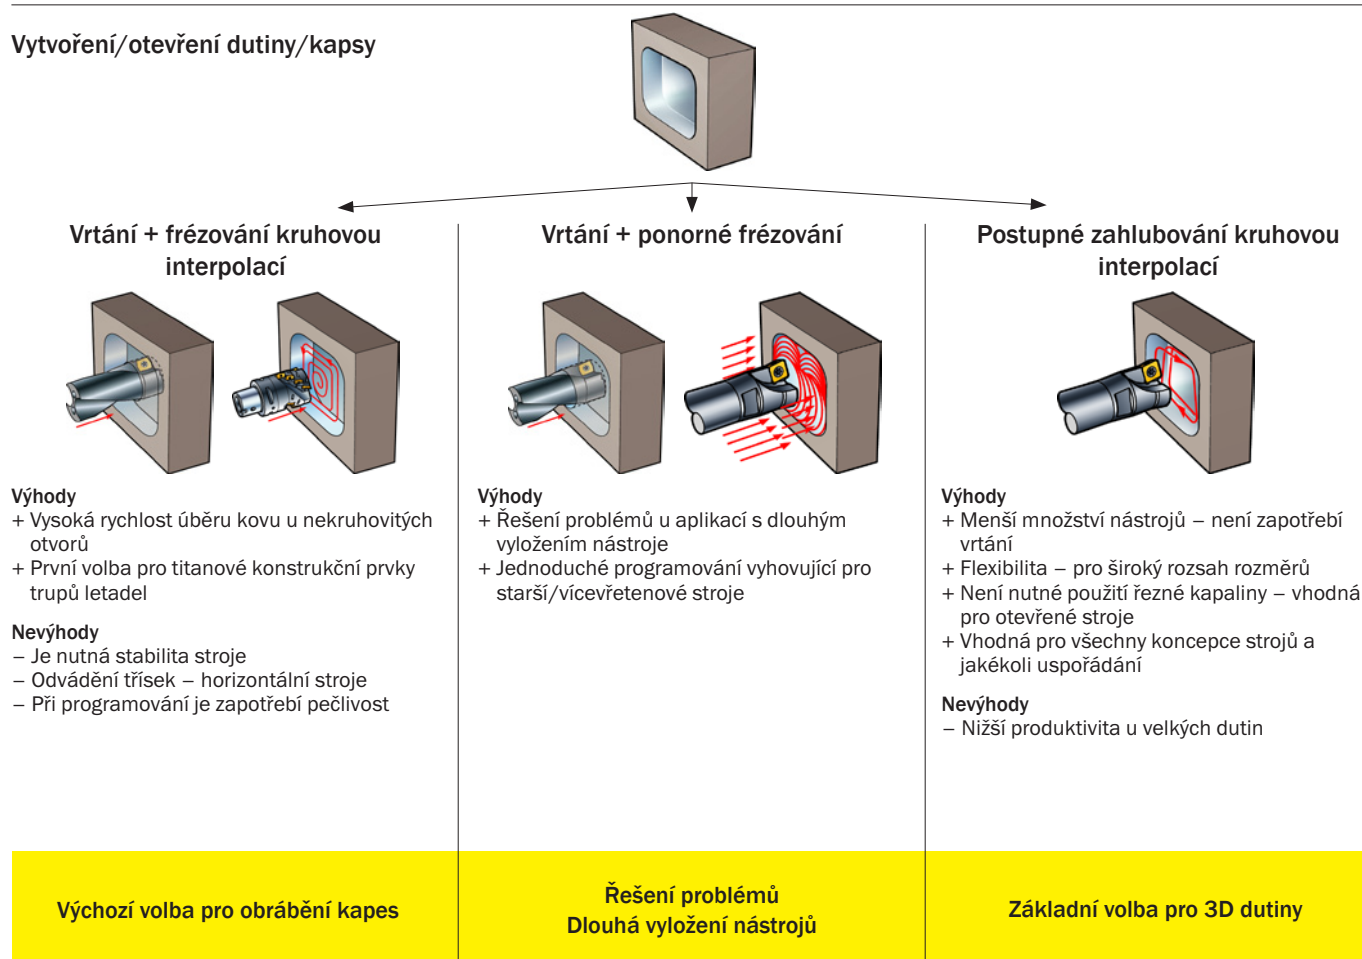 Vytvoření/otevření dutiny/kapsy
Vrtání + frézování kruhovou
interpolací
Výhody
+ Vysoká rychlost úběru kovu u nekruhovitých
otvorů
+ První volba pro titanové konstrukční prvky
trupů letadel
Nevýhody
– Je nutná stabilita stroje
– Odvádění třísek – horizontální stroje
– Při programování je zapotřebí pečlivost
Výchozí volba pro obrábění kapes
Vrtání + ponorné frézování
Výhody
+ Řešení problémů u aplikací s dlouhým
vyložením nástroje
+ Jednoduché programování vyhovující pro
starší/vícevřetenové stroje
Řešení problémů
Dlouhá vyložení nástrojů
Postupné zahlubování kruhovou
interpolací
Výhody
+ Menší množství nástrojů – není zapotřebí
vrtání
+ Flexibilita – pro široký rozsah rozměrů
+ Není nutné použití řezné kapaliny – vhodná
pro otevřené stroje
+ Vhodná pro všechny koncepce strojů a
jakékoli uspořádání
Nevýhody
– Nižší produktivita u velkých dutin
Základní volba pro 3D dutiny